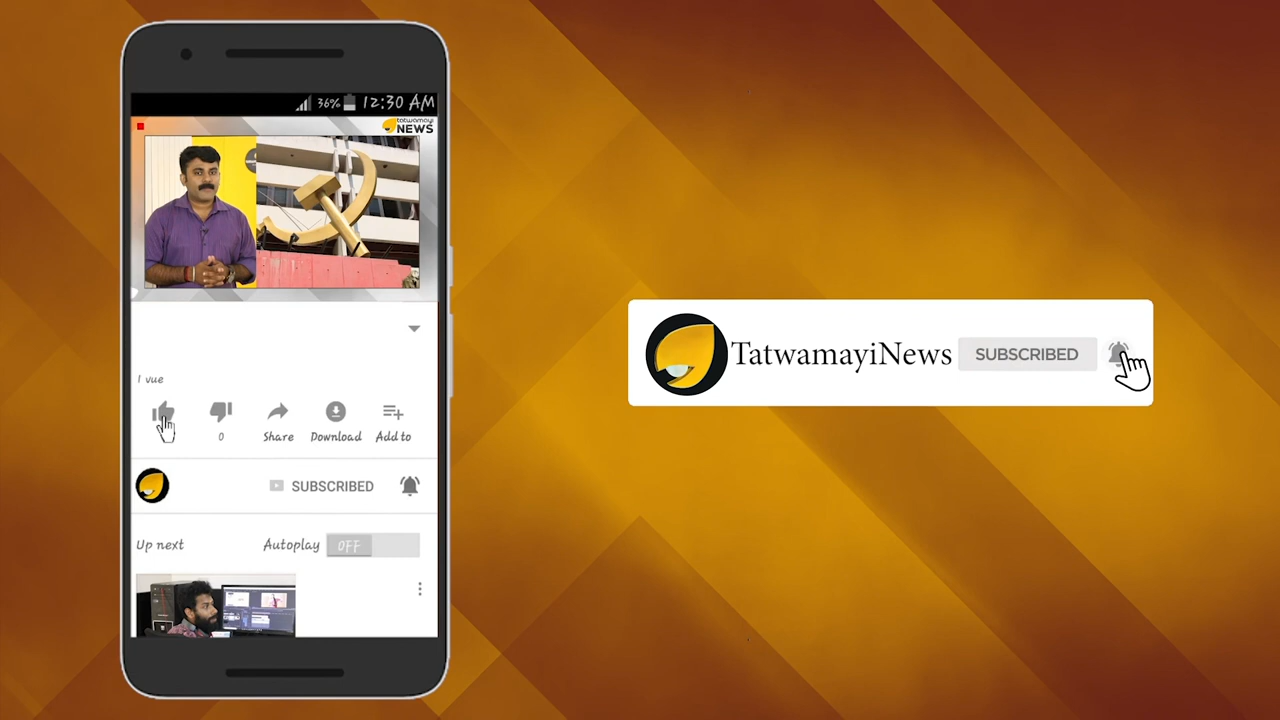 36% 12:30 AM
tatwamayi
NEWS
1 vue
0
Share
Download
Add to
SUBSCRIBED
Up next
Autoplay
OFF
TatwamayiNews
SUBSCRIBED